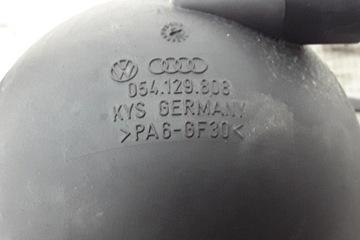 054.129.808
KYS GERMANY
>PA6-GF30<